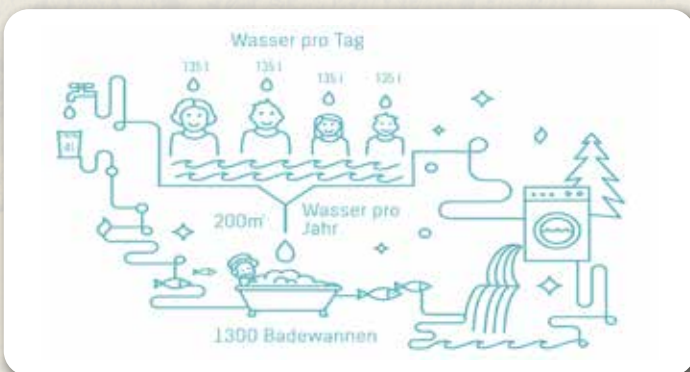 Wasser pro Tag
135 l
135 l
135 l
135 l
200m³
Wasser pro
Jahr
1300 Badewannen